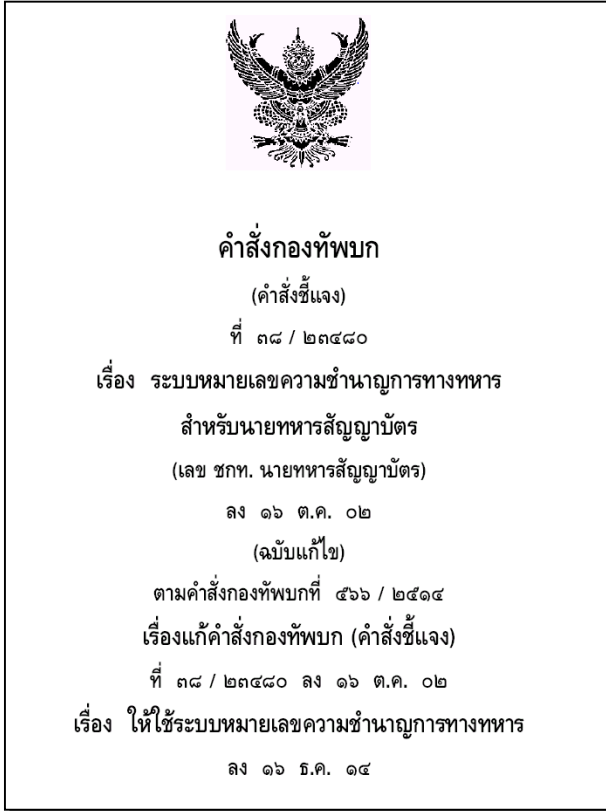 คำสั่งกองทัพบก
(คำสั่งชี้แจง)
ที่ ๓๘ / ๒๓๔๘๐
เรื่อง ระบบหมายเลขความชำนาญการทางทหาร
สำหรับนายทหารสัญญาบัตร
(เลข ชกท. นายทหารสัญญาบัตร)
ลง ๑๖ ต.ค. ๐๒
(ฉบับแก้ไข)
ตามคำสั่งกองทัพบกที่ ๕๖๖ / ๒๕๑๔
เรื่องแก้คำสั่งกองทัพบก (คำสั่งชี้แจง)
ที่ ๓๘ / ๒๓๔๘๐ ลง ๑๖ ต.ค. ๐๒
เรื่อง ให้ใช้ระบบหมายเลขความชำนาญการทางทหาร
ลง ๑๖ ธ.ค. ๑๔